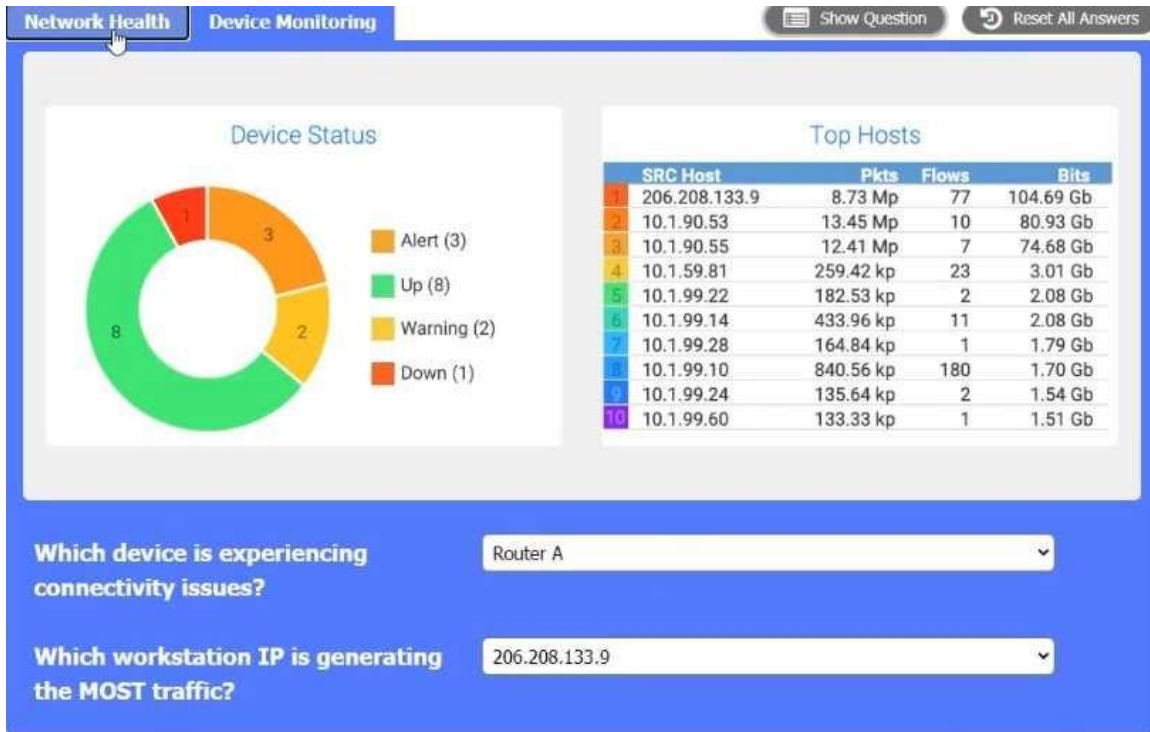 Network Health Device Monitoring Show Question Reset All Answers
Device Status
1
3
8
2
Alert (3)
Up (8)
Warning (2)
Down (1)
Top Hosts
SRC Host Pkts Flows Bits
1 206.208.133.9 8.73 Mp 77 104.69 Gb
2 10.1.90.53 13.45 Mp 10 80.93 Gb
3 10.1.90.55 12.41 Mp 7 74.68 Gb
4 10.1.59.81 259.42 kp 23 3.01 Gb
5 10.1.99.22 182.53 kp 2 2.08 Gb
6 10.1.99.14 433.96 kp 11 2.08 Gb
7 10.1.99.28 164.84 kp 1 1.79 Gb
8 10.1.99.10 840.56 kp 180 1.70 Gb
9 10.1.99.24 135.64 kp 2 1.54 Gb
10 10.1.99.60 133.33 kp 1 1.51 Gb
Which device is experiencing
connectivity issues?
Router A
Which workstation IP is generating
the MOST traffic?
206.208.133.9